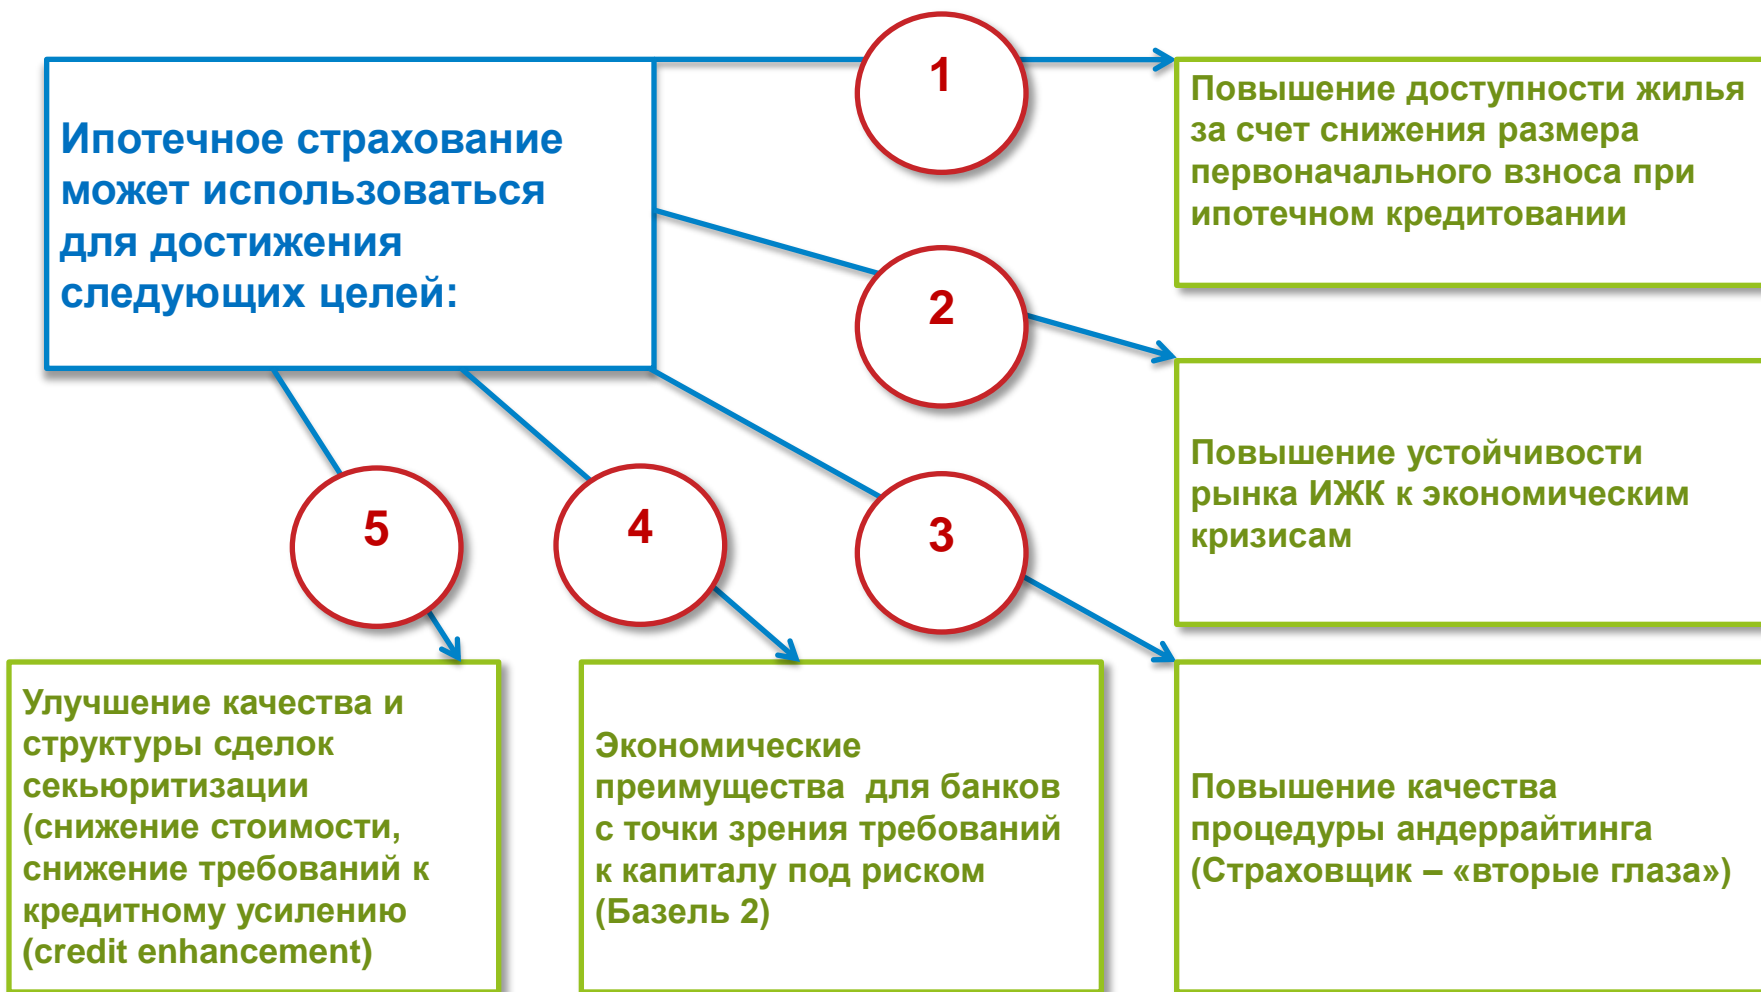 Ипотечное страхование
может использоваться
для достижения
следующих целей:
1
Повышение доступности жилья
за счет снижения размера
первоначального взноса при
ипотечном кредитовании
2
Повышение устойчивости
рынка ИЖК к экономическим
кризисам
3
Повышение качества
процедуры андеррайтинга
(Страховщик – «вторые глаза»)
4
Экономические
преимущества для банков
с точки зрения требований
к капиталу под риском
(Базель 2)
5
Улучшение качества и
структуры сделок
секьюритизации
(снижение стоимости,
снижение требований к
кредитному усилению
(credit enhancement)